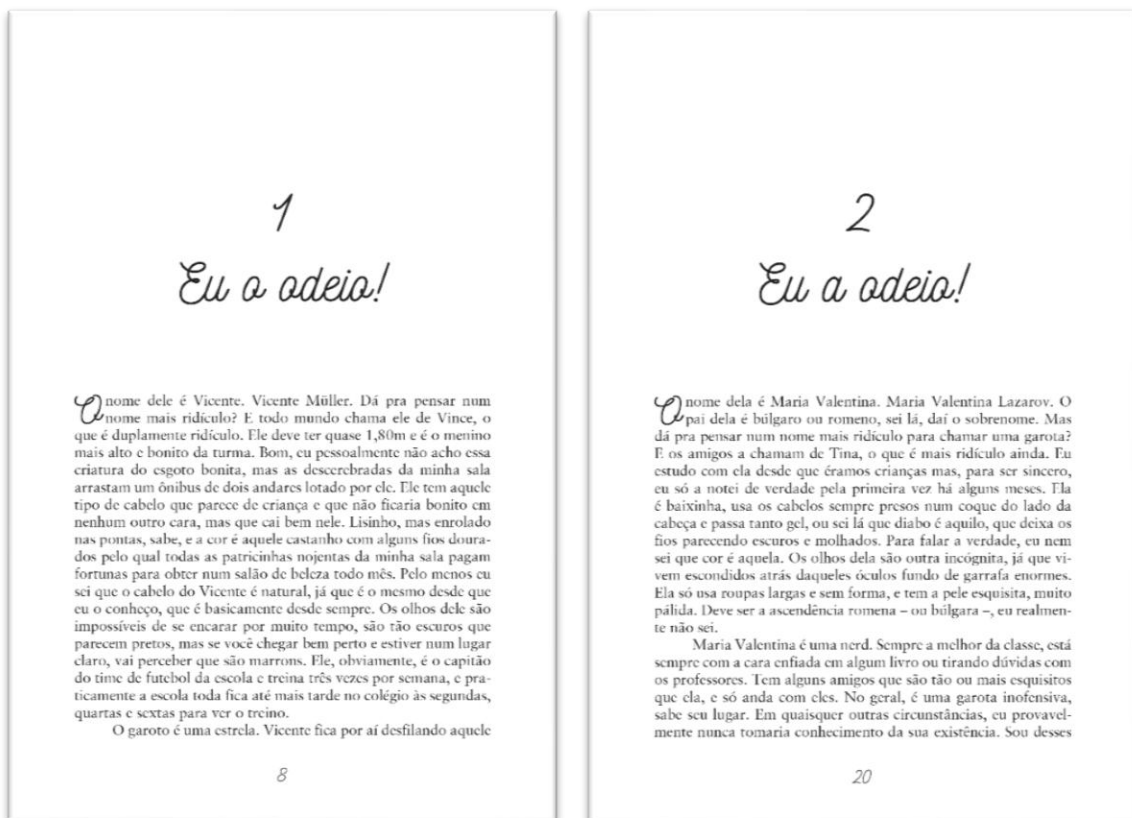 1
Eu o odeio!
O nome dele é Vicente. Vicente Müller. Dá pra pensar num
nome mais ridículo? E todo mundo chama ele de Vince, o
que é duplamente ridículo. Ele deve ter quase 1,80m e é o menino
mais alto e bonito da turma. Bom, eu pessoalmente não acho essa
criatura do esgoto bonita, mas as descerebradas da minha sala
arrastam um ônibus de dois andares lotado por ele. Ele tem aquele
tipo de cabelo que parece de criança e que não ficaria bonito em
nenhum outro cara, mas que cai bem nele. Lisinho, mas enrolado
nas pontas, sabe, e a cor é aquele castanho com alguns fios doura-
dos pelo qual todas as patricinhas nojentas da minha sala pagam
fortunas para obter num salão de beleza todo mês. Pelo menos eu
sei que o cabelo do Vicente é natural, já que é o mesmo desde que
eu o conheço, que é basicamente desde sempre. Os olhos dele são
impossíveis de se encarar por muito tempo, são tão escuros que
parecem pretos, mas se você chegar bem perto e estiver num lugar
claro, vai perceber que são marrons. Ele, obviamente, é o capitão
do time de futebol da escola e treina três vezes por semana, e pra-
ticamente a escola toda fica até mais tarde no colégio às segundas,
quartas e sextas para ver o treino.
O garoto é uma estrela. Vicente fica por aí desfilando aquele
8
2
Eu a odeio!
O nome dela é Maria Valentina. Maria Valentina Lazarov. O
pai dela é búlgaro ou romeno, sei lá, daí o sobrenome. Mas
dá pra pensar num nome mais ridículo para chamar uma garota?
E os amigos a chamam de Tina, o que é mais ridículo ainda. Eu
estudo com ela desde que éramos crianças mas, para ser sincero,
eu só a notei de verdade pela primeira vez há alguns meses. Ela
é baixinha, usa os cabelos sempre presos num coque do lado da
cabeça e passa tanto gel, ou sei lá que diabo é aquilo, que deixa os
fios parecendo escuros e molhados. Para falar a verdade, eu nem
sei que cor é aquela. Os olhos dela são outra incógnita, já que vi-
vem escondidos atrás daqueles óculos fundo de garrafa enormes.
Ela só usa roupas largas e sem forma, e tem a pele esquisita, muito
pálida. Deve ser a ascendência romena – ou búlgara –, eu realmen-
te não sei.
Maria Valentina é uma nerd. Sempre a melhor da classe, está
sempre com a cara enfiada em algum livro ou tirando dúvidas com
os professores. Tem alguns amigos que são tão ou mais esquisitos
que ela, e só anda com eles. No geral, é uma garota inofensiva,
sabe seu lugar. Em quaisquer outras circunstâncias, eu provavel-
mente nunca tomaria conhecimento da sua existência. Sou desses
20